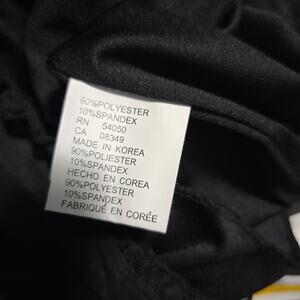 90%POLYESTER
10%SPANDEX
RN 54050
CA 08349
MADE IN KOREA
90%POLIESTER
10%SPANDEX
HECHO EN COREA
90%POLYESTER
10%SPANDEX
FABRIQUÉ EN CORÉE